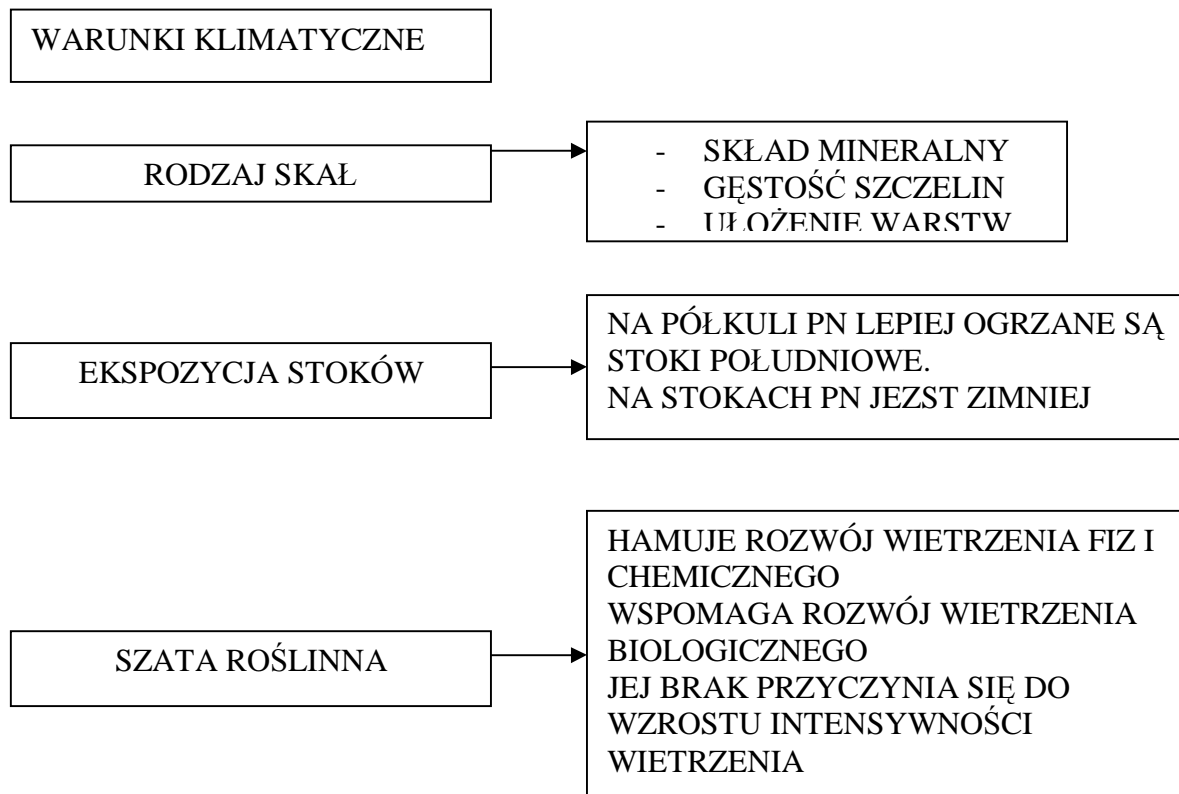 WARUNKI KLIMATYCZNE
RODZAJ SKAŁ
- SKŁAD MINERALNY
- GĘSTOŚĆ SZCZELIN
- UŁOŻENIE WARSTW
EKSPOZYCJA STOKÓW
NA PÓŁKULI PN LEPIEJ OGRZANE SĄ
STOKI POŁUDNIOWE.
NA STOKACH PN JEZST ZIMNIEJ
SZATA ROŚLINNA
HAMUJE ROZWÓJ WIETRZENIA FIZ I
CHEMICZNEGO
WSPOMAGA ROZWÓJ WIETRZENIA
BIOLOGICZNEGO
JEJ BRAK PRZYCZYNIA SIĘ DO
WZROSTU INTENSYWNOŚCI
WIETRZENIA